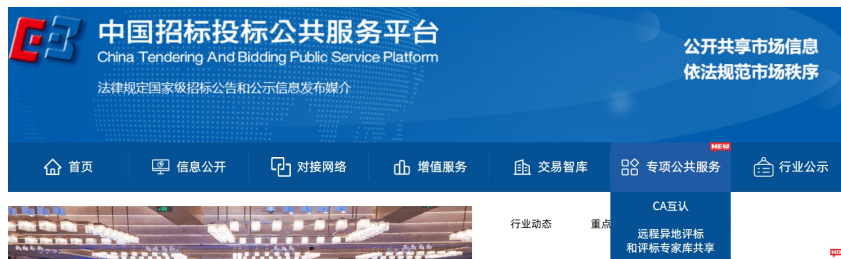 中国招标投标公共服务平台
China Tendering And Bidding Public Service Platform
法律规定国家级招标公告和公示信息发布媒介
公开共享市场信息
依法规范市场秩序
NEW
首页 信息公开 对接网络 增值服务 交易智库 专项公共服务 行业公示
CA互认
行业动态 重点
远程异地评标
和评标专家库共享